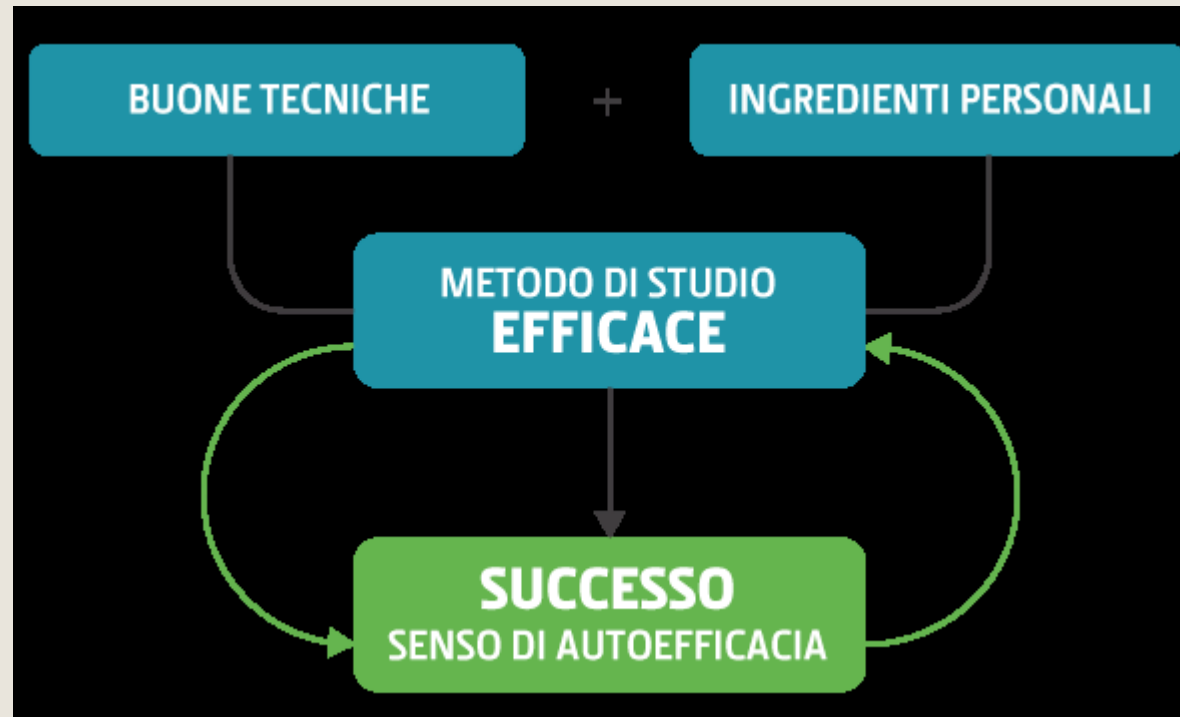 BUONE TECNICHE
+
INGREDIENTI PERSONALI
METODO DI STUDIO
EFFICACE
SUCCESSO
SENSO DI AUTOEFFICACIA